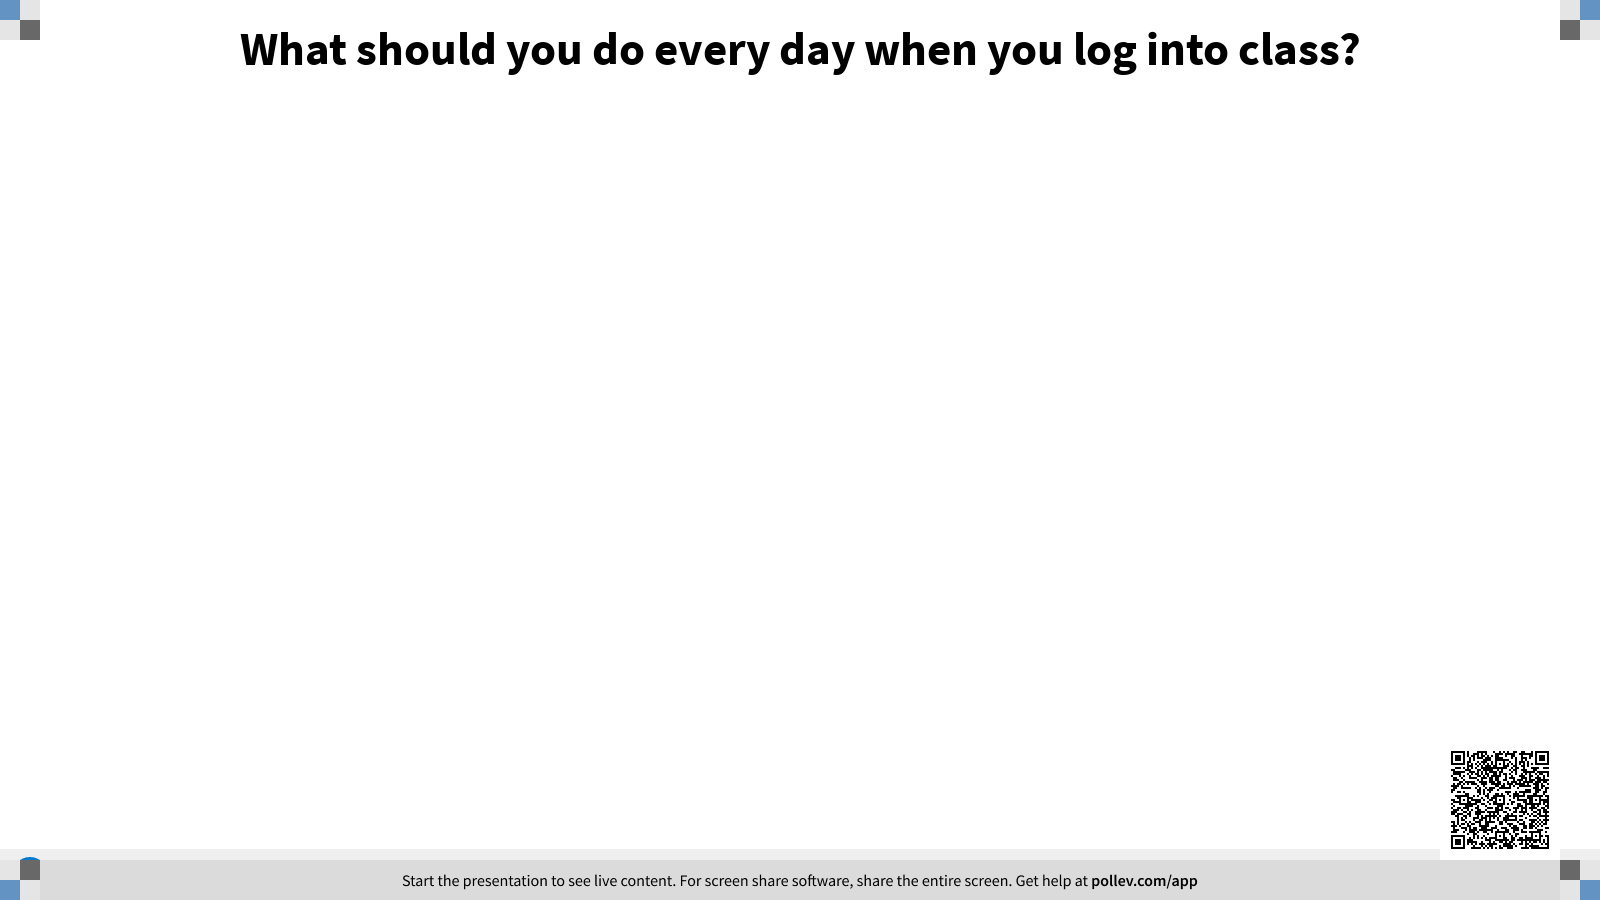 What should you do every day when you log into class?
Start the presentation to see live content. For screen share software, share the entire screen. Get help at pollev.com/app